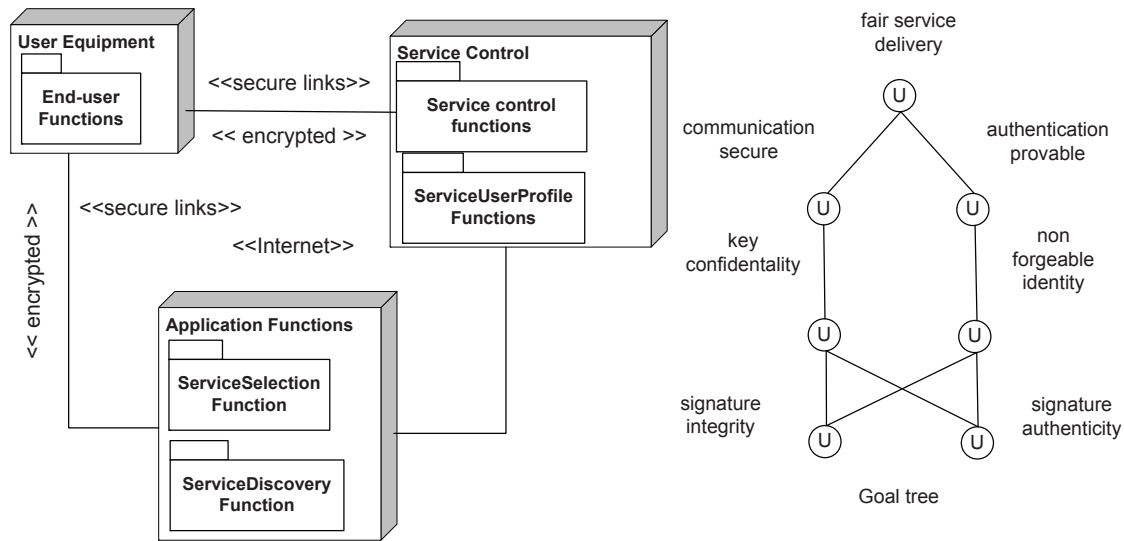 User Equipment
End-user
Functions
<<secure links>>
<< encrypted >>
Service Control
Service control
functions
ServiceUserProfile
Functions
<< encrypted >>
<<secure links>>
<<Internet>>
Application Functions
ServiceSelection
Function
ServiceDiscovery
Function
fair service
delivery
U
communication
secure
authentication
provable
U
U
key
confidentality
non
forgeable
identity
U
U
signature
integrity
signature
authenticity
U
U
Goal tree